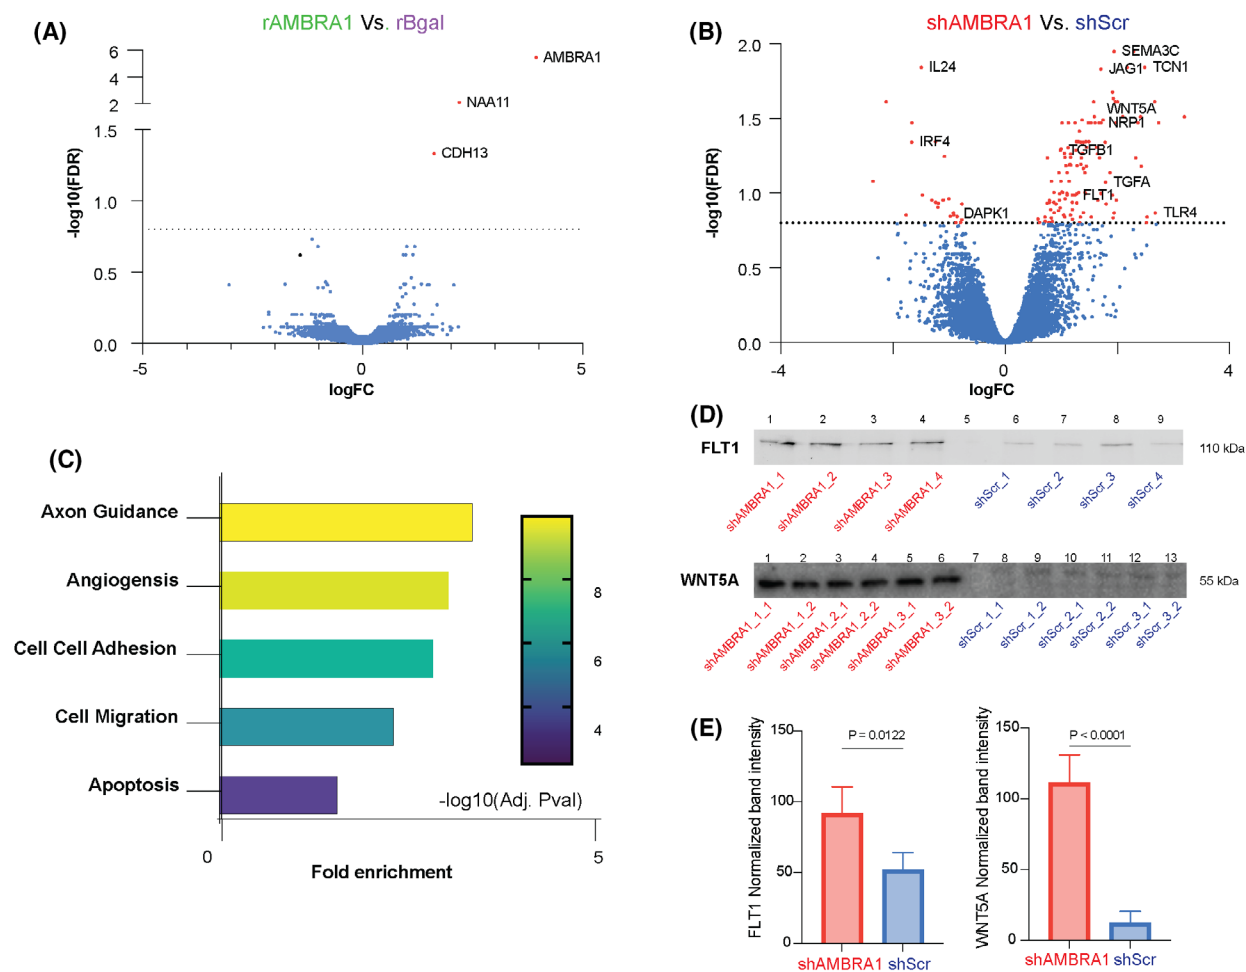 (A)
rAMBRA1 Vs. rBgal
6
4
2
1.5
1.0
0.5
0.0
-log10(FDR)
AMBRA1
NAA11
CDH13
-5
0
5
logFC
(B)
shAMBRA1 Vs. shScr
2.0
1.5
1.0
0.5
0.0
-log10(FDR)
SEMA3C
IL24
JAG1
TCN1
WNT5A
NRP1
IRF4
TGFB1
TGFA
FLT1
DAPK1
TLR4
-4
0
2
4
logFC
(C)
Axon Guidance
Angiogensis
Cell Cell Adhesion
Cell Migration
Apoptosis
8
6
4
-log10(Adj. Pval)
0
5
Fold enrichment
(D)
1 2 3 4 5 6 7 8 9
FLT1
110 kDa
shAMBRA1_1
shAMBRA1_2
shAMBRA1_3
shAMBRA1_4
shScr_1
shScr_2
shScr_3
shScr_4
1 2 3 4 5 6 7 8 9 10 11 12 13
WNT5A
55 kDa
shAMBRA1_1_1
shAMBRA1_1_2
shAMBRA1_2_1
shAMBRA1_2_2
shAMBRA1_3_1
shAMBRA1_3_2
shScr_1_1
shScr_1_2
shScr_2_1
shScr_2_2
shScr_3_1
shScr_3_2
(E)
FLT1 Normalized band intensity
150
100
50
0
P = 0.0122
shAMBRA1 shScr
WNT5A Normalized band intensity
150
100
50
0
P < 0.0001
shAMBRA1 shScr